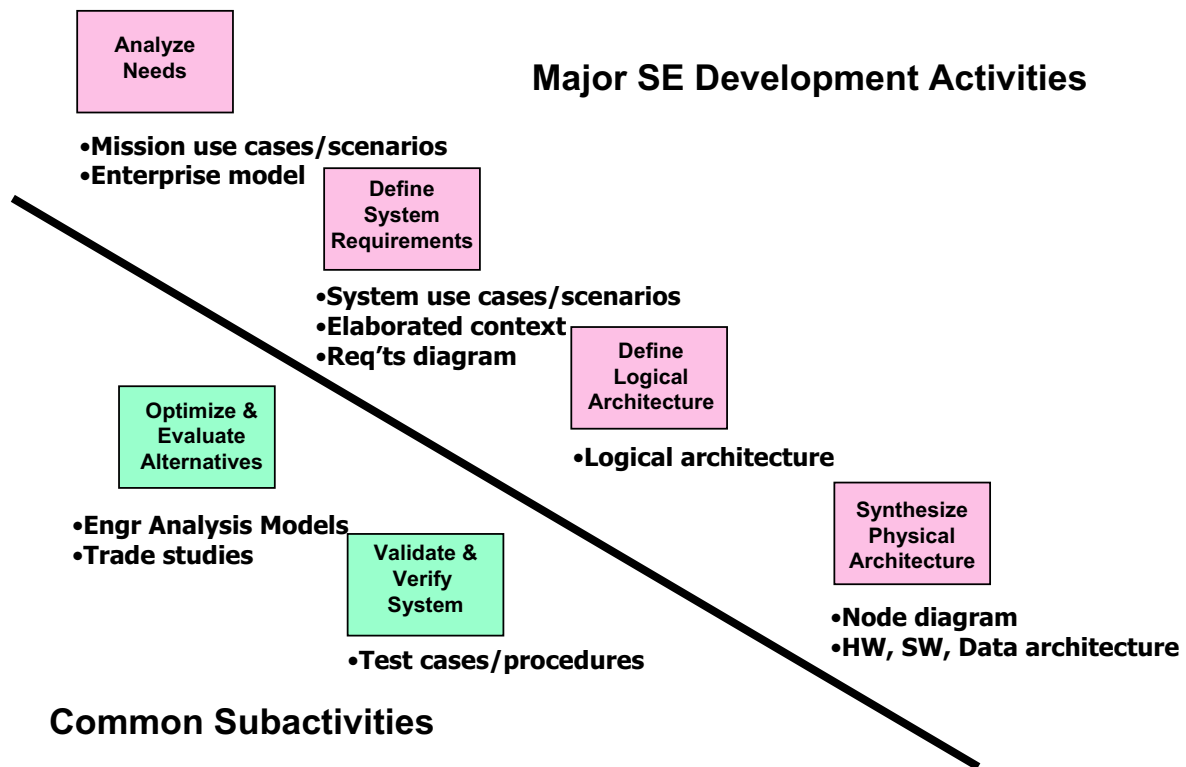 Analyze
Needs
Major SE Development Activities
•Mission use cases/scenarios
•Enterprise model
Define
System
Requirements
•System use cases/scenarios
•Elaborated context
•Req’ts diagram
Define
Logical
Architecture
•Logical architecture
Synthesize
Physical
Architecture
•Node diagram
•HW, SW, Data architecture
Optimize &
Evaluate
Alternatives
•Engr Analysis Models
•Trade studies
Validate &
Verify
System
•Test cases/procedures
Common Subactivities